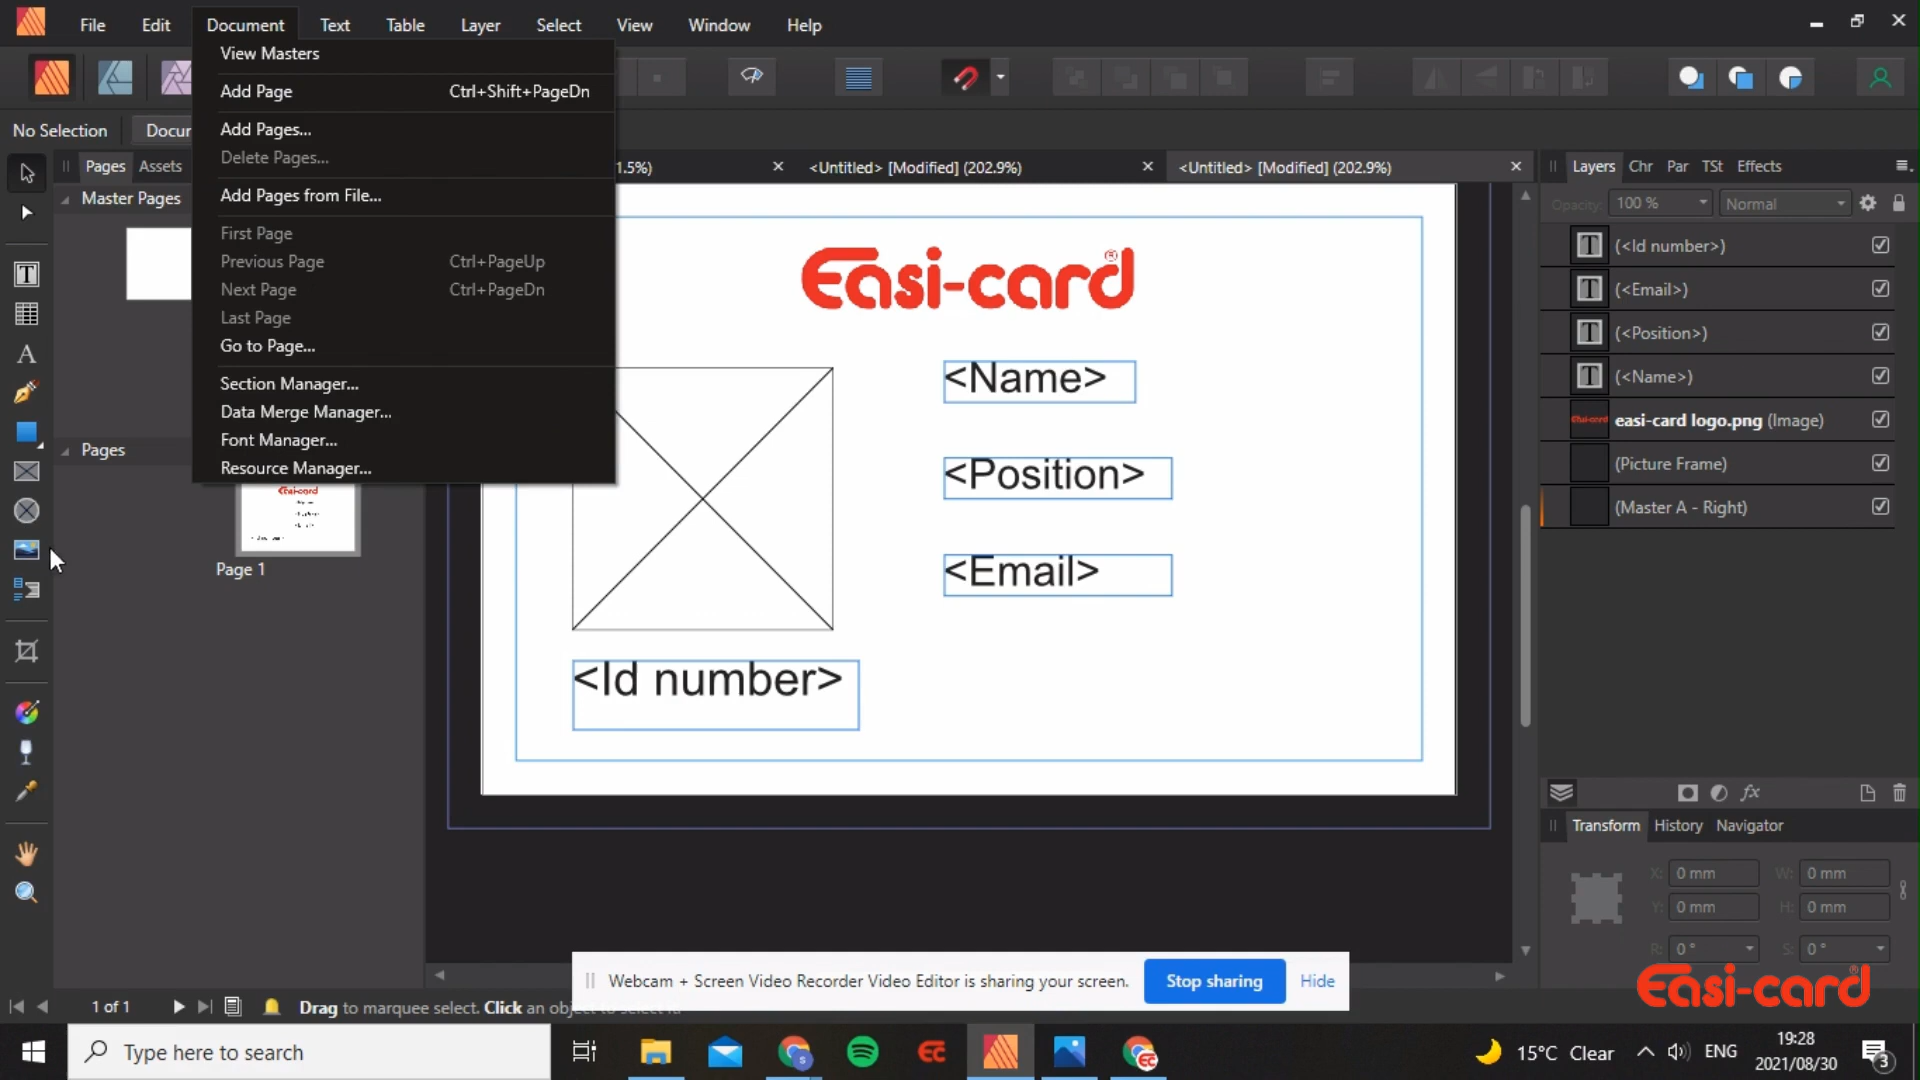 File Edit Document Text Table Layer Select View Window Help
View Masters
Add Page Ctrl+Shift+PageDn
Add Pages...
Delete Pages...
Add Pages from File...
First Page
Previous Page Ctrl+PageUp
Next Page Ctrl+PageDn
Last Page
Go to Page...
Section Manager...
Data Merge Manager...
Font Manager...
Resource Manager...
No Selection
Pages Assets
Master Pages
Pages
Page 1
<Untitled> [Modified] (202.9%)
<Untitled> [Modified] (202.9%)
Easi-card®
<Name>
<Position>
<Email>
<Id number>
Layers Chr Par TSt Effects
Opacity: 100 % Normal
(<Id number>)
(<Email>)
(<Position>)
(<Name>)
easi-card logo.png (Image)
(Picture Frame)
(Master A - Right)
Transform History Navigator
X: 0 mm W: 0 mm
Y: 0 mm H: 0 mm
R: 0 ° S: 0 °
Easi-card®
Webcam + Screen Video Recorder Video Editor is sharing your screen. Stop sharing Hide
1 of 1 Drag to marquee select. Click an object to select it.
Type here to search
15°C Clear ENG
19:28
2021/08/30
3